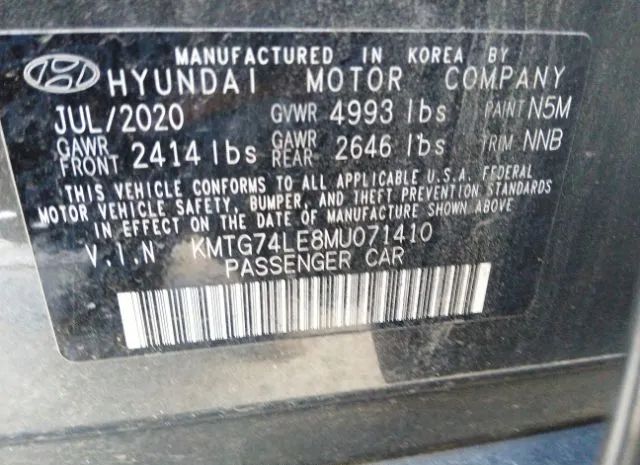 MANUFACTURED IN KOREA BY
HYUNDAI MOTOR COMPANY
JUL/2020 GVWR 4993 lbs PAINT N5M
GAWR FRONT 2414 lbs GAWR REAR 2646 lbs TRIM NNB
THIS VEHICLE CONFORMS TO ALL APPLICABLE U.S.A. FEDERAL
MOTOR VEHICLE SAFETY, BUMPER, AND THEFT PREVENTION STANDARDS
IN EFFECT ON THE DATE OF MANUFACTURE SHOWN ABOVE.
V.I.N KMTG74LE8MU071410
PASSENGER CAR